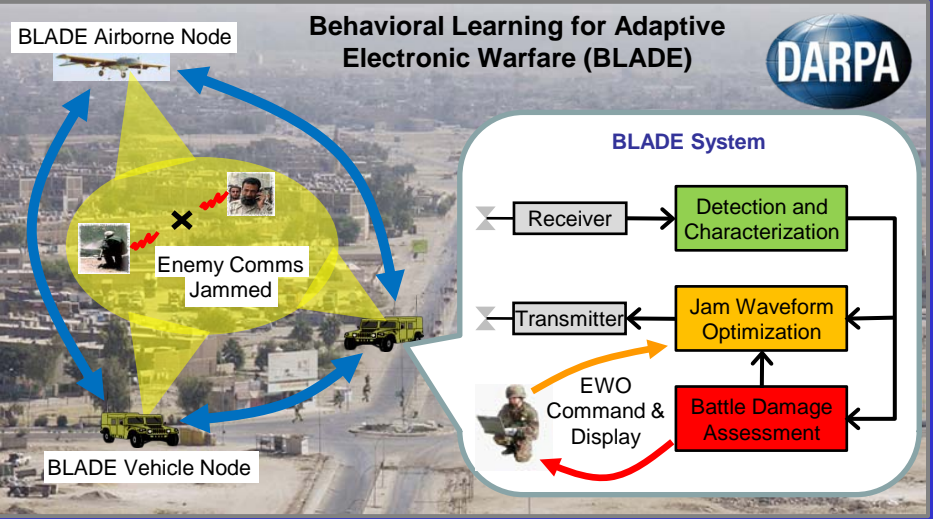 Behavioral Learning for Adaptive
Electronic Warfare (BLADE)
DARPA
BLADE Airborne Node
Enemy Comms
Jammed
BLADE Vehicle Node
BLADE System
Receiver
Detection and
Characterization
Transmitter
Jam Waveform
Optimization
EWO
Command &
Display
Battle Damage
Assessment